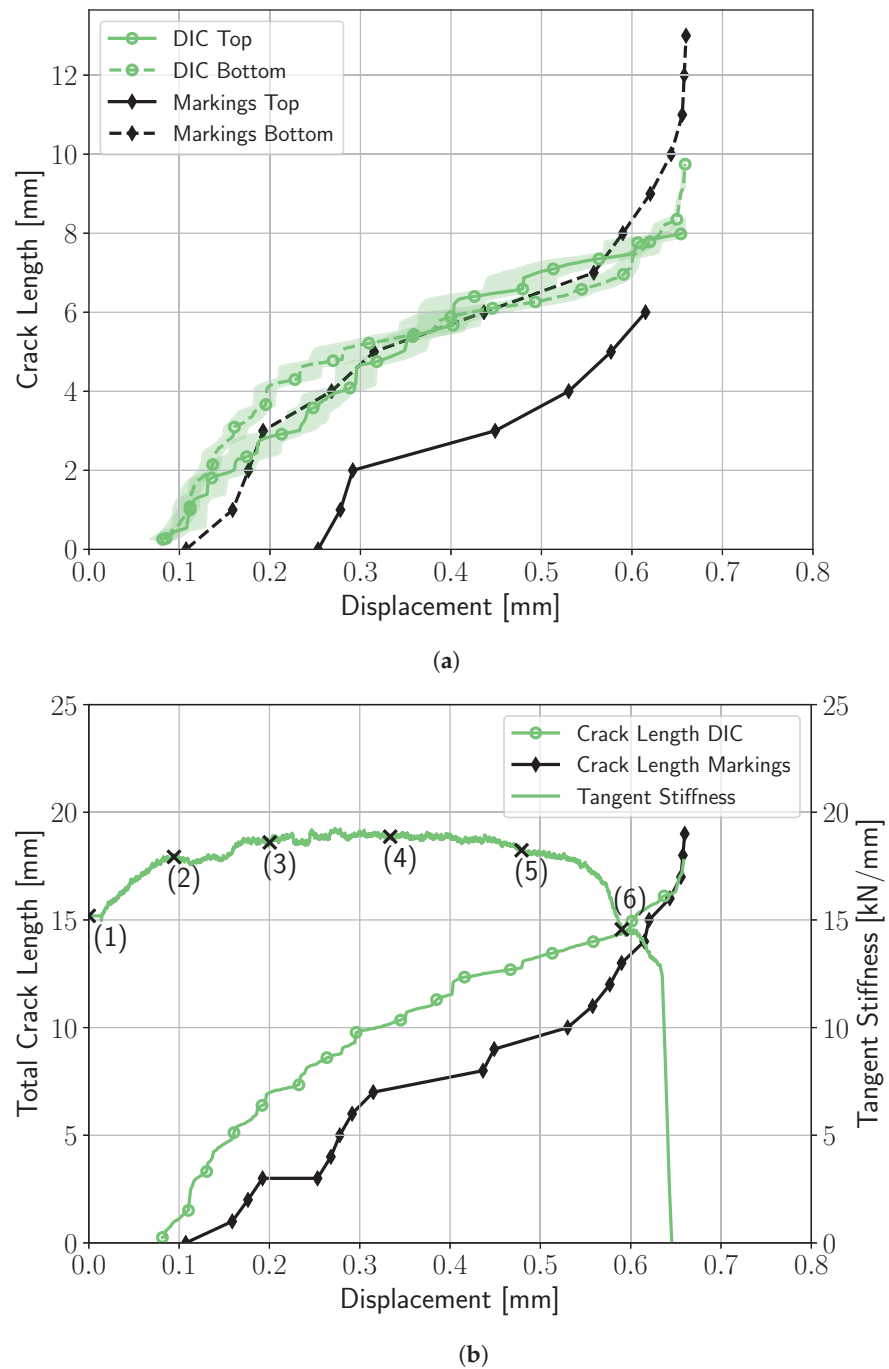 DIC Top
DIC Bottom
Markings Top
Markings Bottom
12
10
8
6
4
2
0
Crack Length [mm]
0.0 0.1 0.2 0.3 0.4 0.5 0.6 0.7 0.8
Displacement [mm]
(a)
25
20
15
10
5
0
Total Crack Length [mm]
Crack Length DIC
Crack Length Markings
Tangent Stiffness
(1)
(2)
(3)
(4)
(5)
(6)
25
20
15
10
5
0
Tangent Stiffness [kN/mm]
0.0 0.1 0.2 0.3 0.4 0.5 0.6 0.7 0.8
Displacement [mm]
(b)